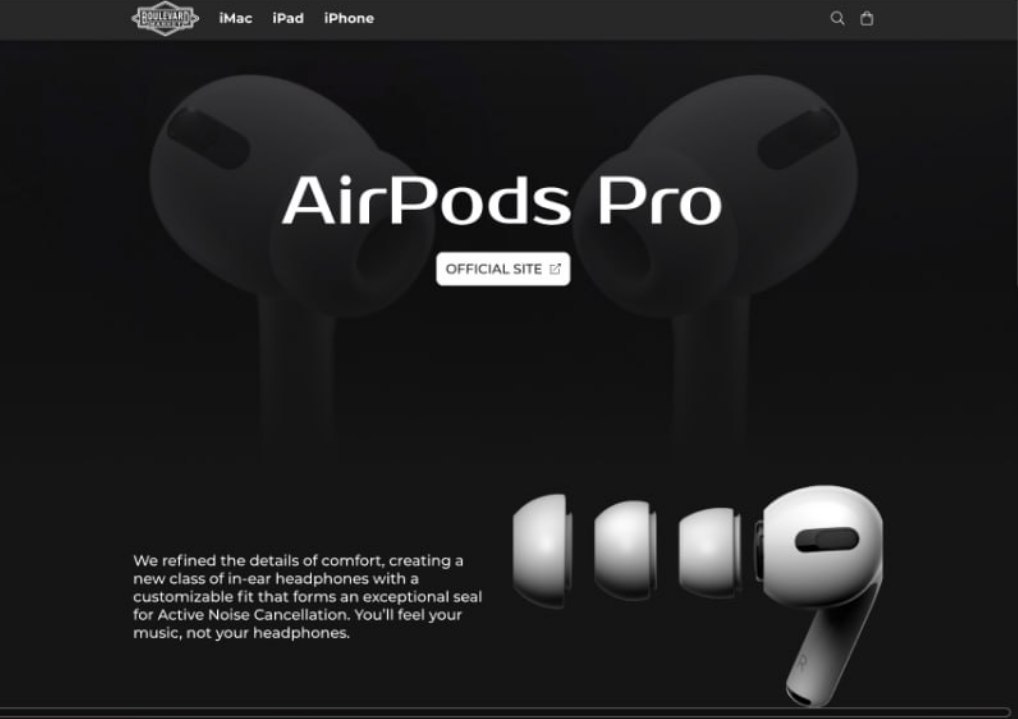 BOULEVARD
MARKET
iMac iPad iPhone
AirPods Pro
OFFICIAL SITE
We refined the details of comfort, creating a
new class of in-ear headphones with a
customizable fit that forms an exceptional seal
for Active Noise Cancellation. You'll feel your
music, not your headphones.
R